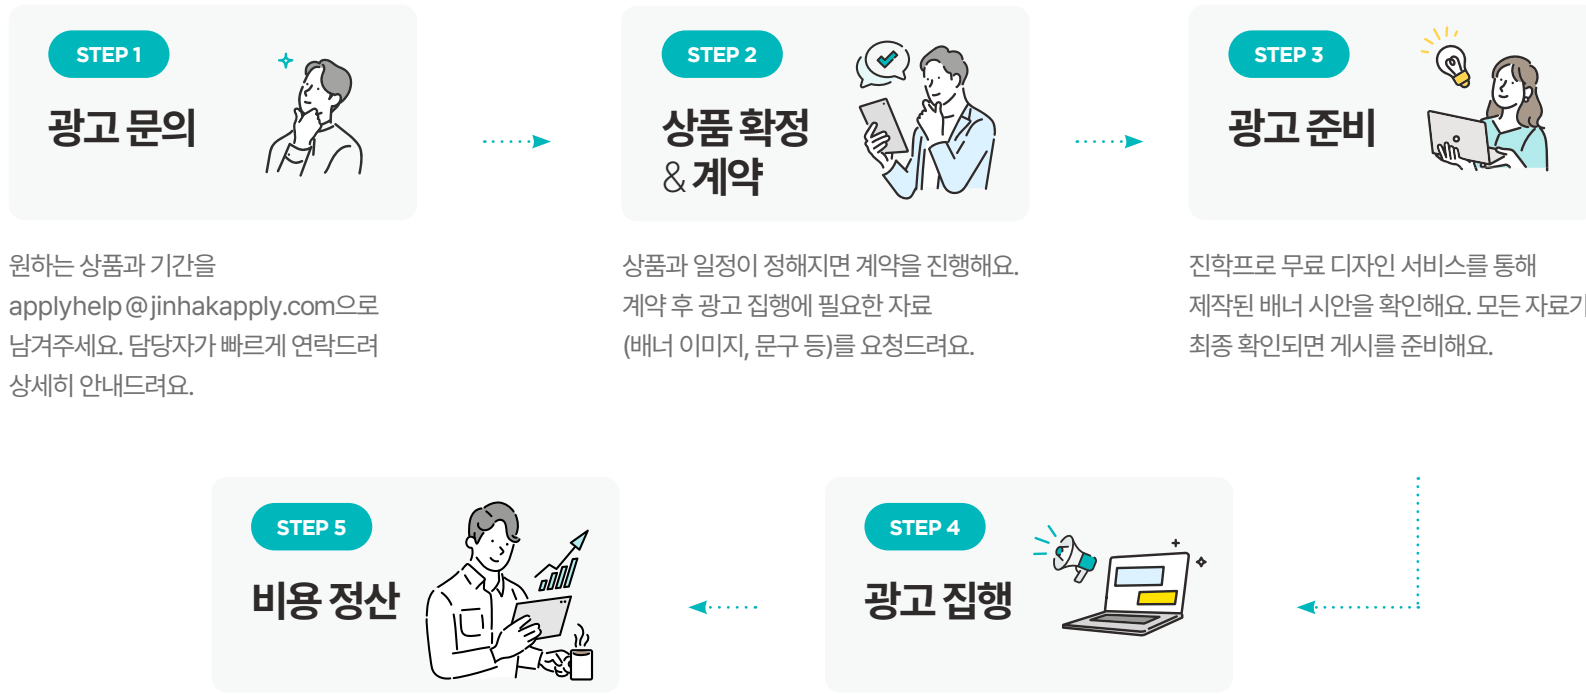 STEP 1
광고 문의
원하는 상품과 기간을
applyhelp@jinhakapply.com으로
남겨주세요. 담당자가 빠르게 연락드려
상세히 안내드려요.
STEP 2
상품 확정
& 계약
상품과 일정이 정해지면 계약을 진행해요.
계약 후 광고 집행에 필요한 자료
(배너 이미지, 문구 등)를 요청드려요.
STEP 3
광고 준비
진학프로 무료 디자인 서비스를 통해
제작된 배너 시안을 확인해요. 모든 자료가
최종 확인되면 게시를 준비해요.
STEP 4
광고 집행
STEP 5
비용 정산